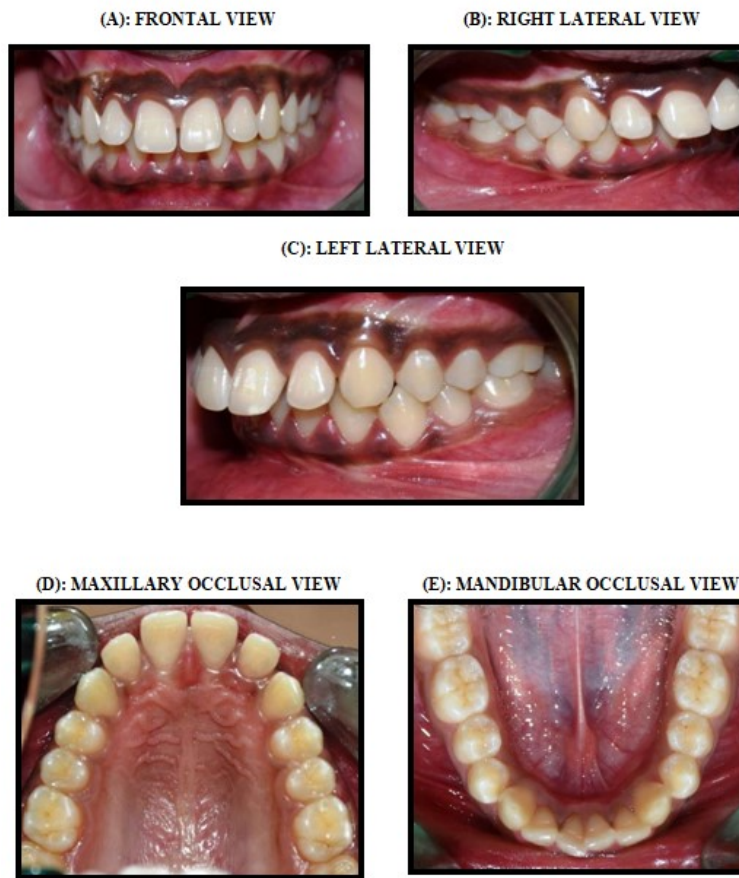 (A): FRONTAL VIEW
(B): RIGHT LATERAL VIEW
(C): LEFT LATERAL VIEW
(D): MAXILLARY OCCLUSAL VIEW
(E): MANDIBULAR OCCLUSAL VIEW